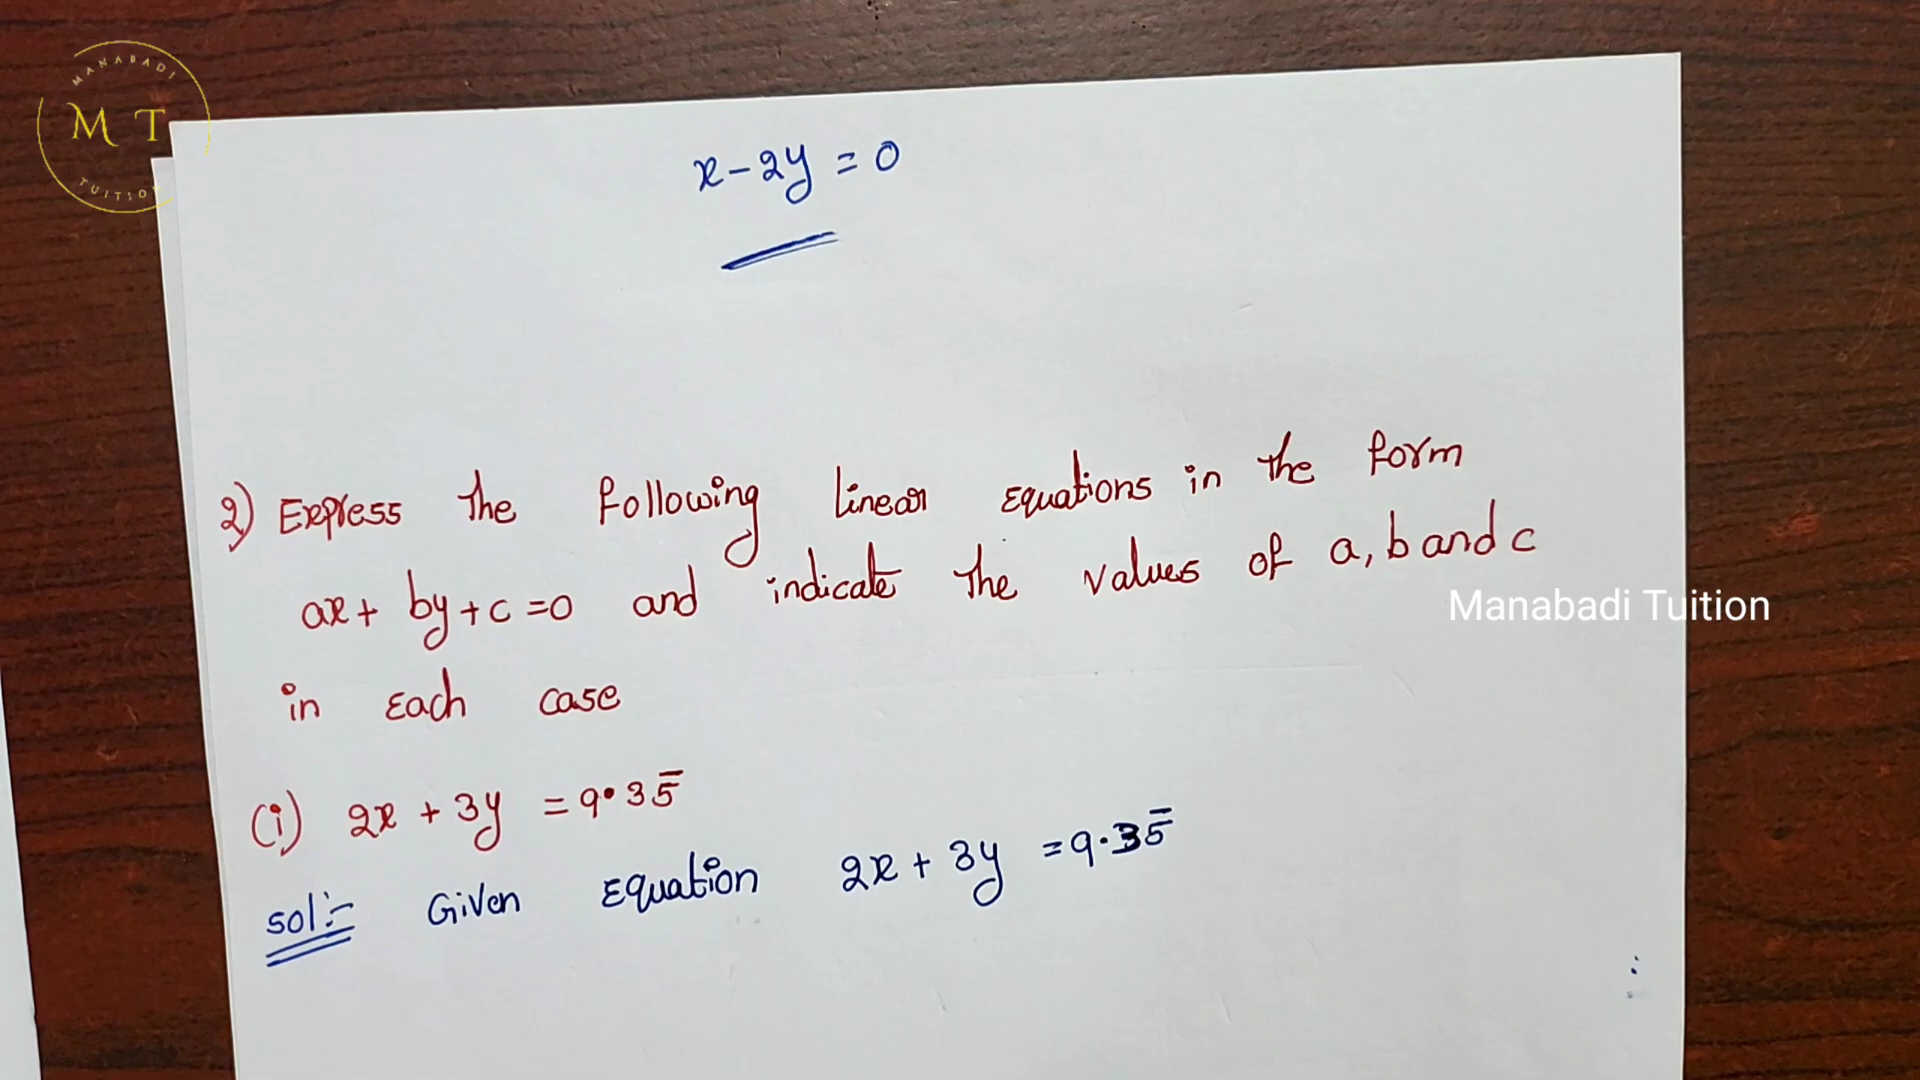 MANABADI
M T
TUITION
x - 2y = 0
2) Express the following linear equations in the form
ax + by + c = 0 and indicate the values of a, b and c
Manabadi Tuition
in each case
(i) 2x + 3y = 9.35̅
Sol:- Given equation 2x + 3y = 9.35̅